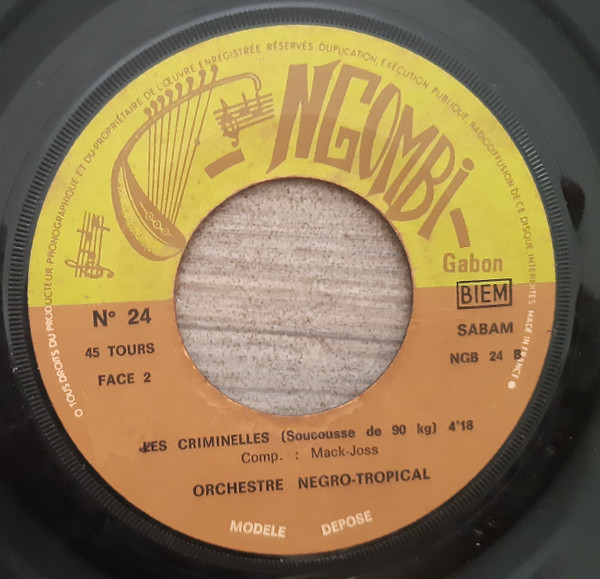 O TOUS DROITS DU PRODUCTEUR PHONOGRAPHIQUE ET DU PROPRIÉTAIRE DE L'ŒUVRE ENREGISTRÉE RÉSERVÉS. DUPLICATION, EXÉCUTION PUBLIQUE, RADIODIFFUSION DE CE DISQUE INTERDITES MADE IN FRANCE ●
- NGOMBI -
Gabon
BIEM
N° 24
SABAM
45 TOURS
NGB 24 B
FACE 2
LES CRIMINELLES (Soucousse de 90 kg) 4'18
Comp. : Mack-Joss
ORCHESTRE NEGRO-TROPICAL
MODELE DEPOSE